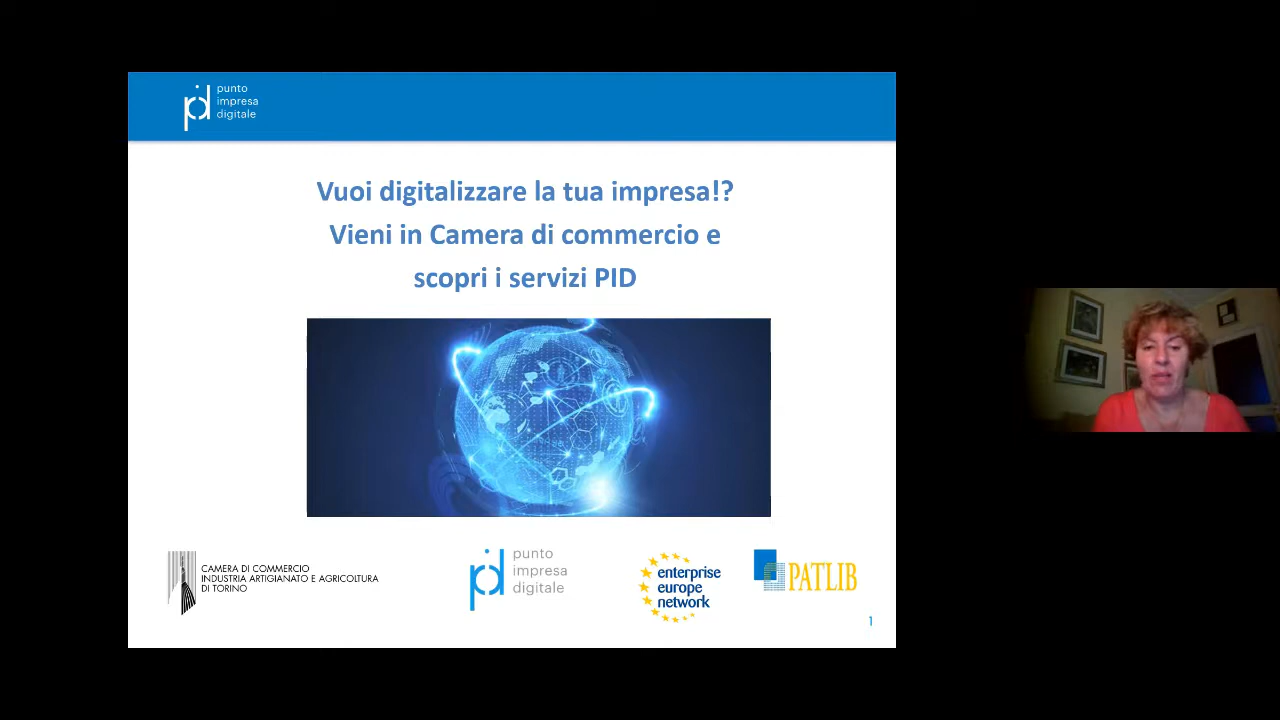 punto
impresa
digitale
Vuoi digitalizzare la tua impresa!?
Vieni in Camera di commercio e
scopri i servizi PID
CAMERA DI COMMERCIO
INDUSTRIA ARTIGIANATO E AGRICOLTURA
DI TORINO
punto
impresa
digitale
enterprise
europe
network
PATLIB
1